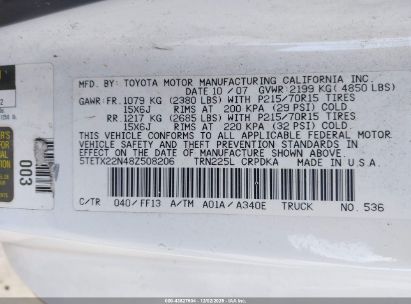 MFD. BY: TOYOTA MOTOR MANUFACTURING CALIFORNIA INC.
DATE 10 / 07 GVWR 2199 KG ( 4850 LBS)
GAWR: FR. 1079 KG (2380 LBS) WITH P215/70R15 TIRES
15X6J RIMS AT 200 KPA (29 PSI) COLD.
RR 1217 KG (2685 LBS) WITH P215/70R15 TIRES
15X6J RIMS AT 220 KPA (32 PSI) COLD.
THIS VEHICLE CONFORMS TO ALL APPLICABLE FEDERAL MOTOR
VEHICLE SAFETY AND THEFT PREVENTION STANDARDS IN
EFFECT ON THE DATE OF MANUFACTURE SHOWN ABOVE.
5TETX22N48Z508206 TRN225L CRPDKA MADE IN U.S.A.
003
C/TR 040/FF13 A/TM A01A/A340E TRUCK NO. 536